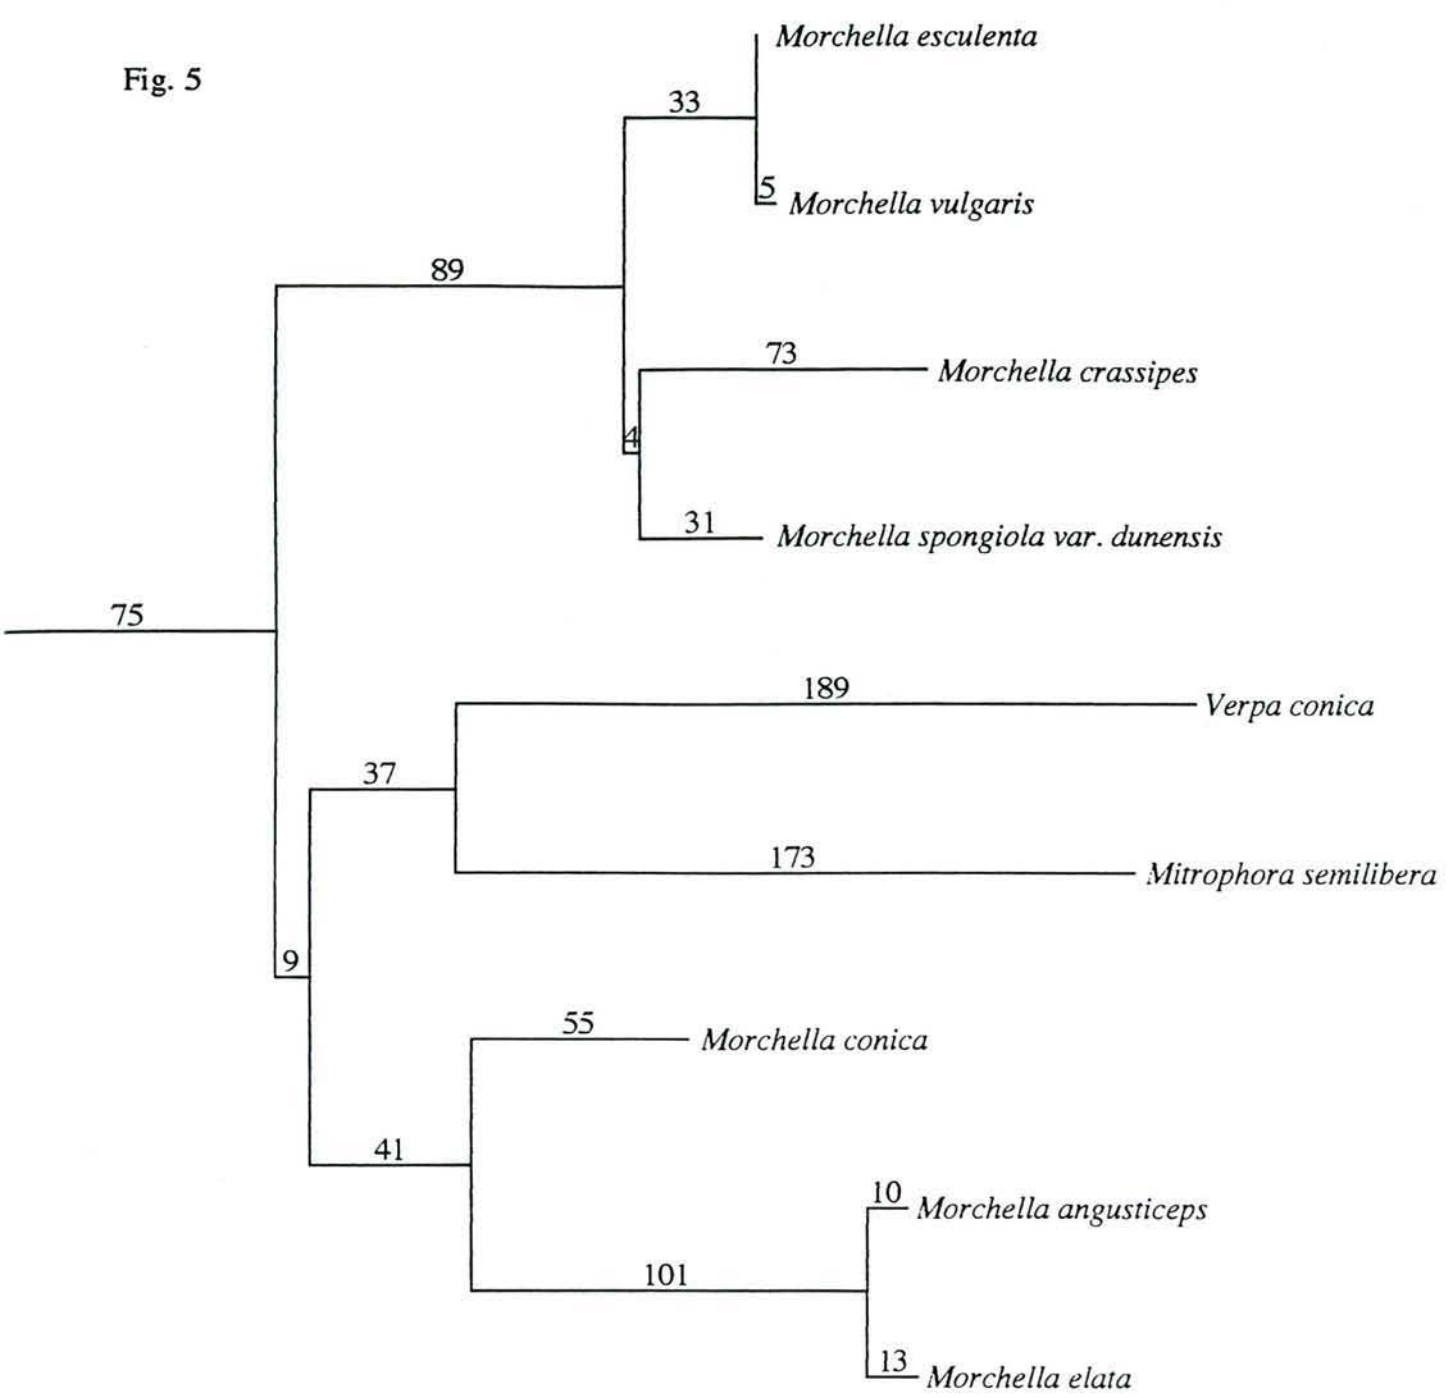 Morchella esculenta
Fig. 5
33
5
Morchella vulgaris
89
73
Morchella crassipes
4
31
Morchella spongiola var. dunensis
75
189
Verpa conica
37
173
Mitrophora semilibera
9
55
Morchella conica
41
10
Morchella angusticeps
101
13
Morchella elata